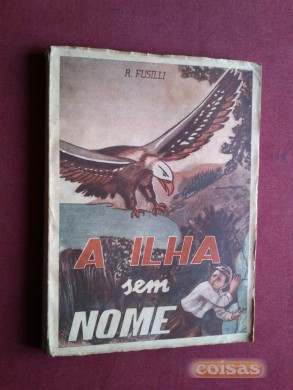 R. FUSILLI
A ILHA
sem
NOME
coisas